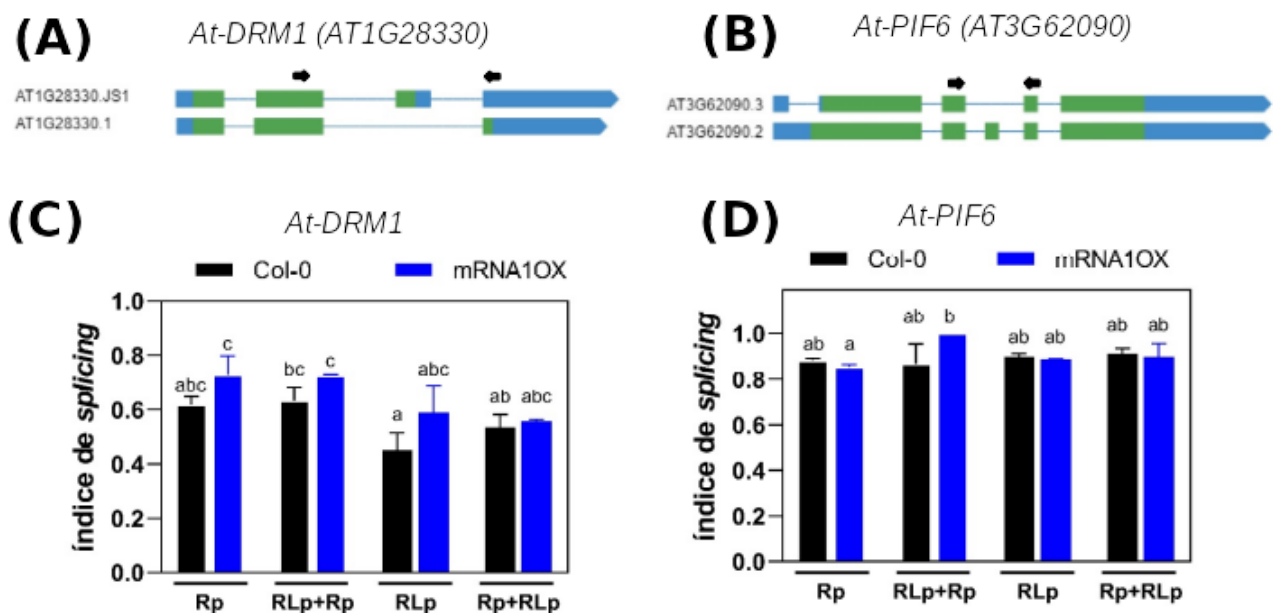 (A)
At-DRM1 (AT1G28330)
AT1G28330.JS1
AT1G28330.1
(B)
At-PIF6 (AT3G62090)
AT3G62090.3
AT3G62090.2
(C)
At-DRM1
Col-0 mRNA1OX
índice de splicing
1.0
0.8
0.6
0.4
0.2
0.0
abc c bc c a abc ab abc
Rp RLp+Rp RLp Rp+RLp
(D)
At-PIF6
Col-0 mRNA1OX
índice de splicing
1.0
0.8
0.6
0.4
0.2
0.0
ab a ab b ab ab ab ab
Rp RLp+Rp RLp Rp+RLp